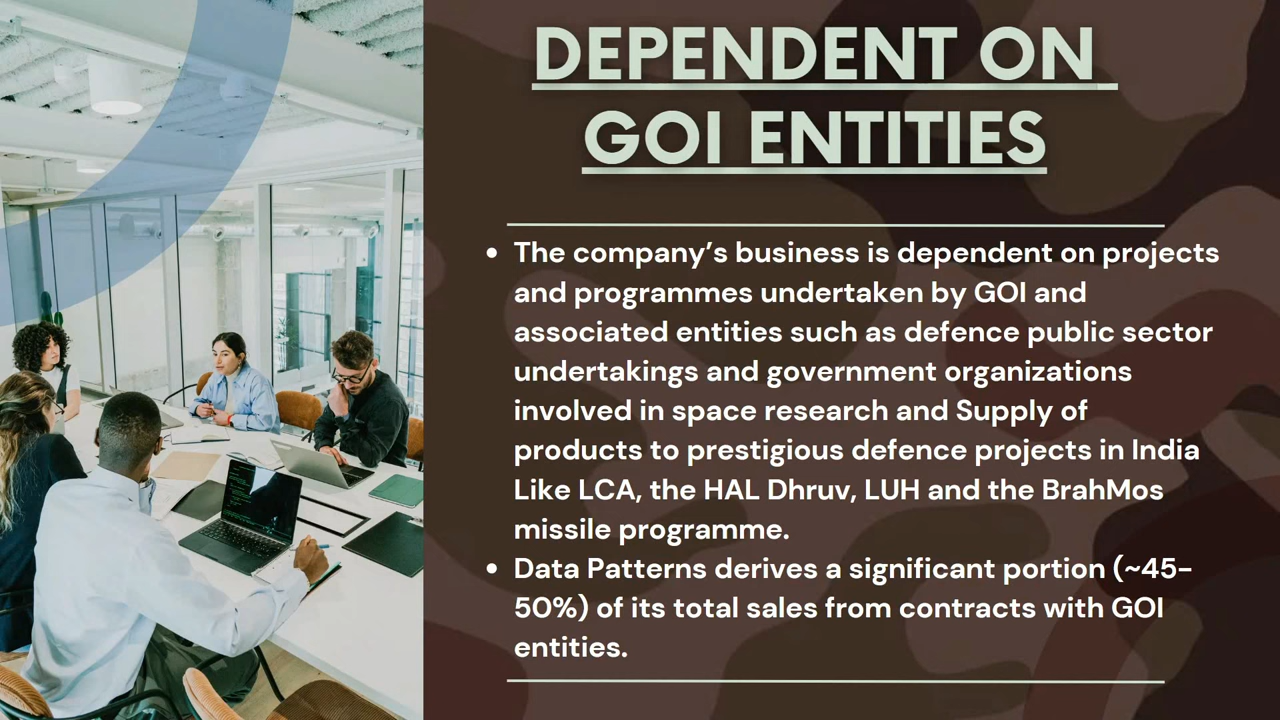 DEPENDENT ON
GOI ENTITIES
• The company’s business is dependent on projects
and programmes undertaken by GOI and
associated entities such as defence public sector
undertakings and government organizations
involved in space research and Supply of
products to prestigious defence projects in India
Like LCA, the HAL Dhruv, LUH and the BrahMos
missile programme.
• Data Patterns derives a significant portion (~45-
50%) of its total sales from contracts with GOI
entities.